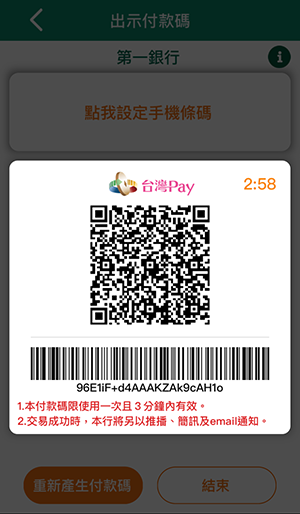 出示付款碼
第一銀行
點我設定手機條碼
台灣Pay 2:58
96E1iF+d4AAAKZAk9cAH1o
1.本付款碼限使用一次且3分鐘內有效。
2.交易成功時，本行將另以推播、簡訊及email通知。
重新產生付款碼 結束